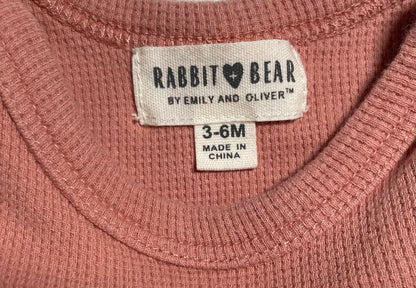 RABBIT BEAR
BY EMILY AND OLIVER™
3-6M
MADE IN
CHINA